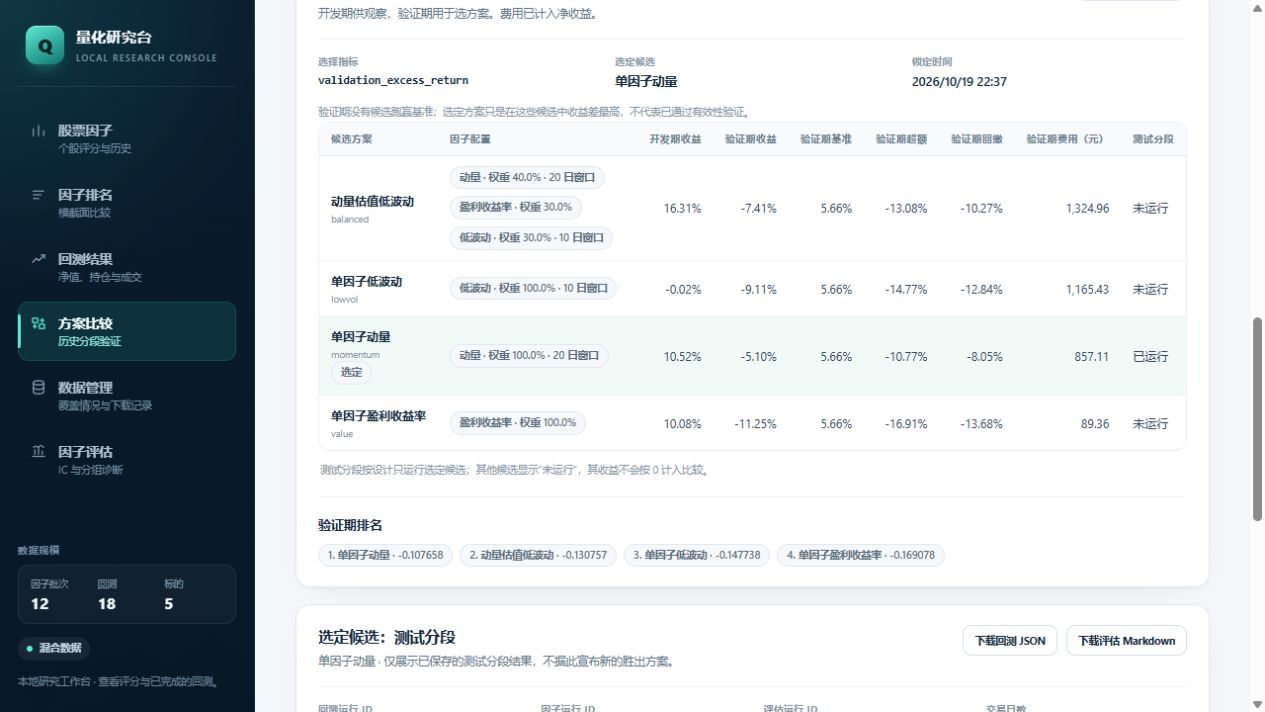 Q
量化研究台
LOCAL RESEARCH CONSOLE
股票因子
个股评分与历史
因子排名
横截面比较
回测结果
净值、持仓与成交
方案比较
历史分段验证
数据管理
覆盖情况与下载记录
因子评估
IC 与分组诊断
数据规模
因子批次 回测 标的
12 18 5
混合数据
本地研究工作台 · 查看评分与已完成的回测。
开发期供观察，验证期用于选方案。费用已计入净收益。
选择指标 选定候选 锁定时间
validation_excess_return 单因子动量 2026/10/19 22:37
验证期没有候选跑赢基准；选定方案只是在这些候选中收益差最高，不代表已通过有效性验证。
候选方案 因子配置 开发期收益 验证期收益 验证期基准 验证期超额 验证期回撤 验证期费用（元） 测试分段
动量 · 权重 40.0% · 20 日窗口
动量估值低波动 盈利收益率 · 权重 30.0% 16.31% -7.41% 5.66% -13.08% -10.27% 1,324.96 未运行
balanced
低波动 · 权重 30.0% · 10 日窗口
单因子低波动 低波动 · 权重 100.0% · 10 日窗口 -0.02% -9.11% 5.66% -14.77% -12.84% 1,165.43 未运行
lowvol
单因子动量
momentum 动量 · 权重 100.0% · 20 日窗口 10.52% -5.10% 5.66% -10.77% -8.05% 857.11 已运行
选定
单因子盈利收益率 盈利收益率 · 权重 100.0% 10.08% -11.25% 5.66% -16.91% -13.68% 89.36 未运行
value
测试分段按设计只运行选定候选；其他候选显示“未运行”，其收益不会按 0 计入比较。
验证期排名
1. 单因子动量 · -0.107658 2. 动量估值低波动 · -0.130757 3. 单因子低波动 · -0.147738 4. 单因子盈利收益率 · -0.169078
选定候选：测试分段 下载回测 JSON 下载评估 Markdown
单因子动量 · 仅展示已保存的测试分段结果，不据此宣布新的胜出方案。
回测运行 ID 因子运行 ID 评估运行 ID 交易日数